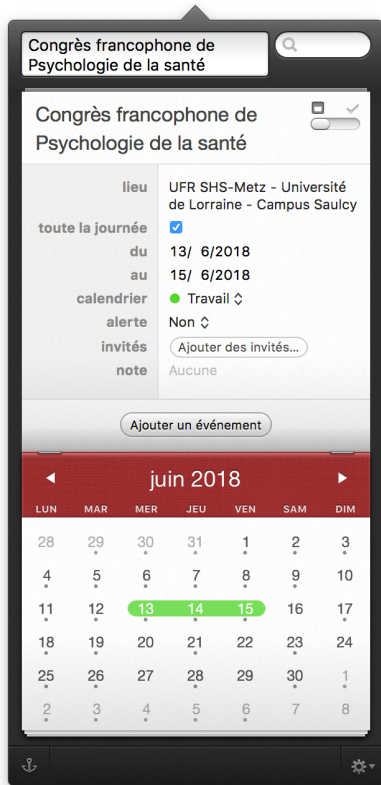 Congrès francophone de
Psychologie de la santé
Congrès francophone de
Psychologie de la santé
lieu UFR SHS-Metz - Université
de Lorraine - Campus Saulcy
toute la journée
du 13/ 6/2018
au 15/ 6/2018
calendrier Travail
alerte Non
invités Ajouter des invités...
note Aucune
Ajouter un événement
juin 2018
LUN MAR MER JEU VEN SAM DIM
28 29 30 31 1 2 3
4 5 6 7 8 9 10
11 12 13 14 15 16 17
18 19 20 21 22 23 24
25 26 27 28 29 30 1
2 3 4 5 6 7 8